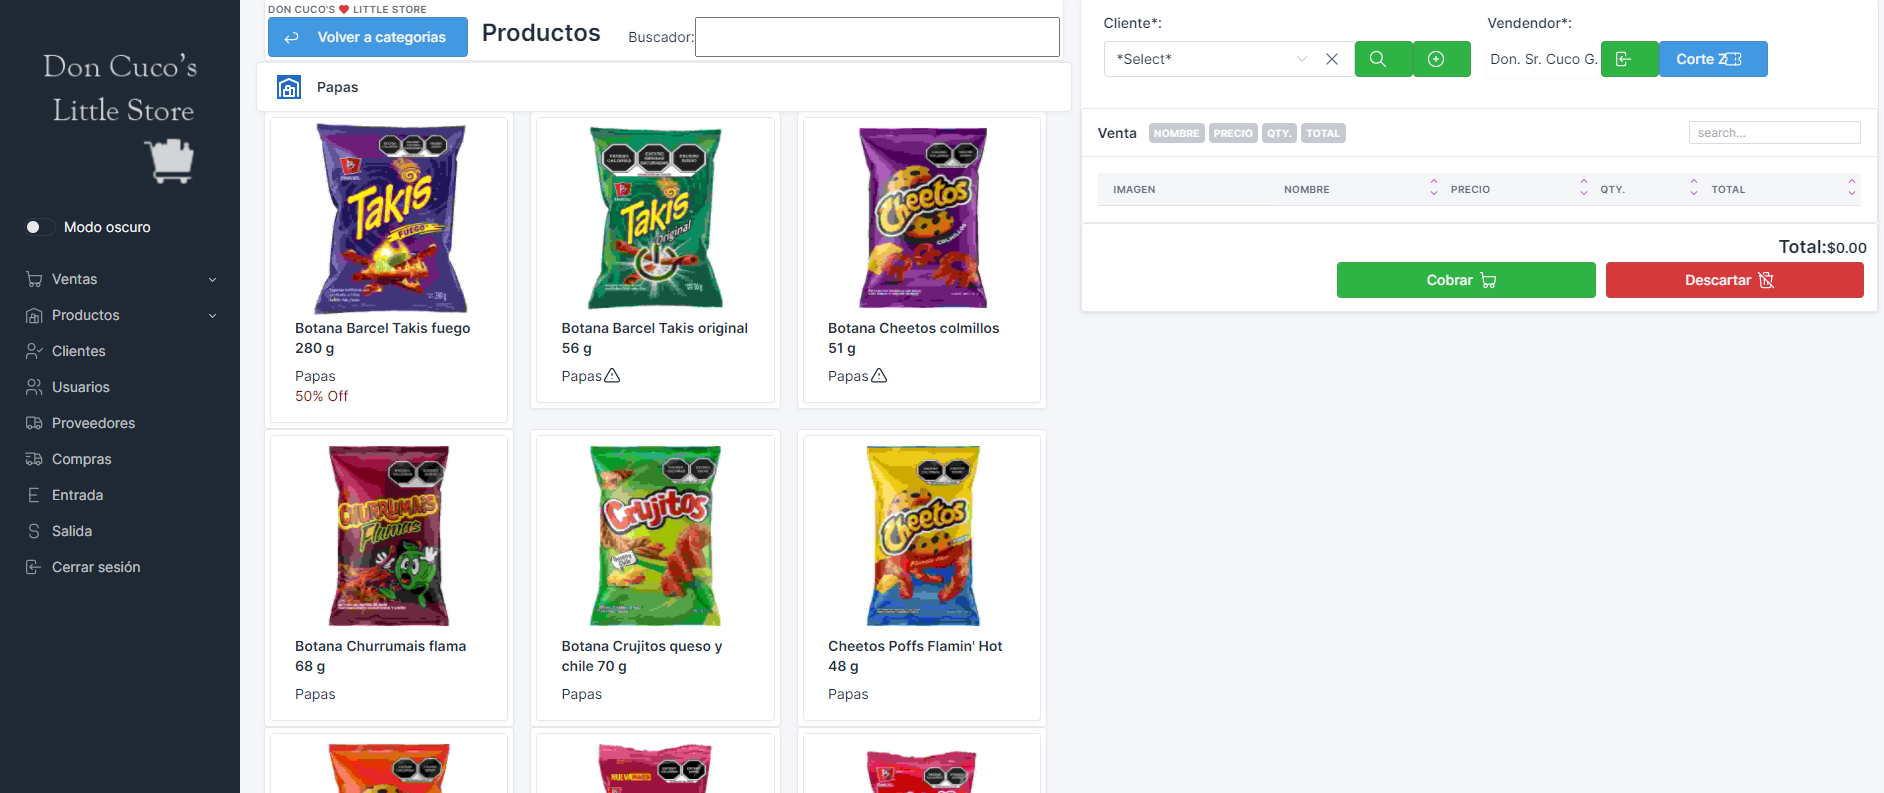 Don Cuco's
Little Store
Modo oscuro
Ventas
Productos
Clientes
Usuarios
Proveedores
Compras
Entrada
Salida
Cerrar sesión
DON CUCO'S LITTLE STORE
Volver a categorias
Productos
Buscador:
Papas
Takis
FUEGO
Botana Barcel Takis fuego
280 g
Papas
50% Off
Takis
Original
Botana Barcel Takis original
56 g
Papas
Cheetos
COLMILLOS
Botana Cheetos colmillos
51 g
Papas
CHURRUMAIS
Flamas
Botana Churrumais flama
68 g
Papas
Crujitos
Botana Crujitos queso y
chile 70 g
Papas
Cheetos
Flamin' Hot
Cheetos Poffs Flamin' Hot
48 g
Papas
Cliente*:
*Select*
Vendendor*:
Don. Sr. Cuco G.
Corte Z
Venta NOMBRE PRECIO QTY. TOTAL
search...
IMAGEN NOMBRE PRECIO QTY. TOTAL
Total:$0.00
Cobrar
Descartar